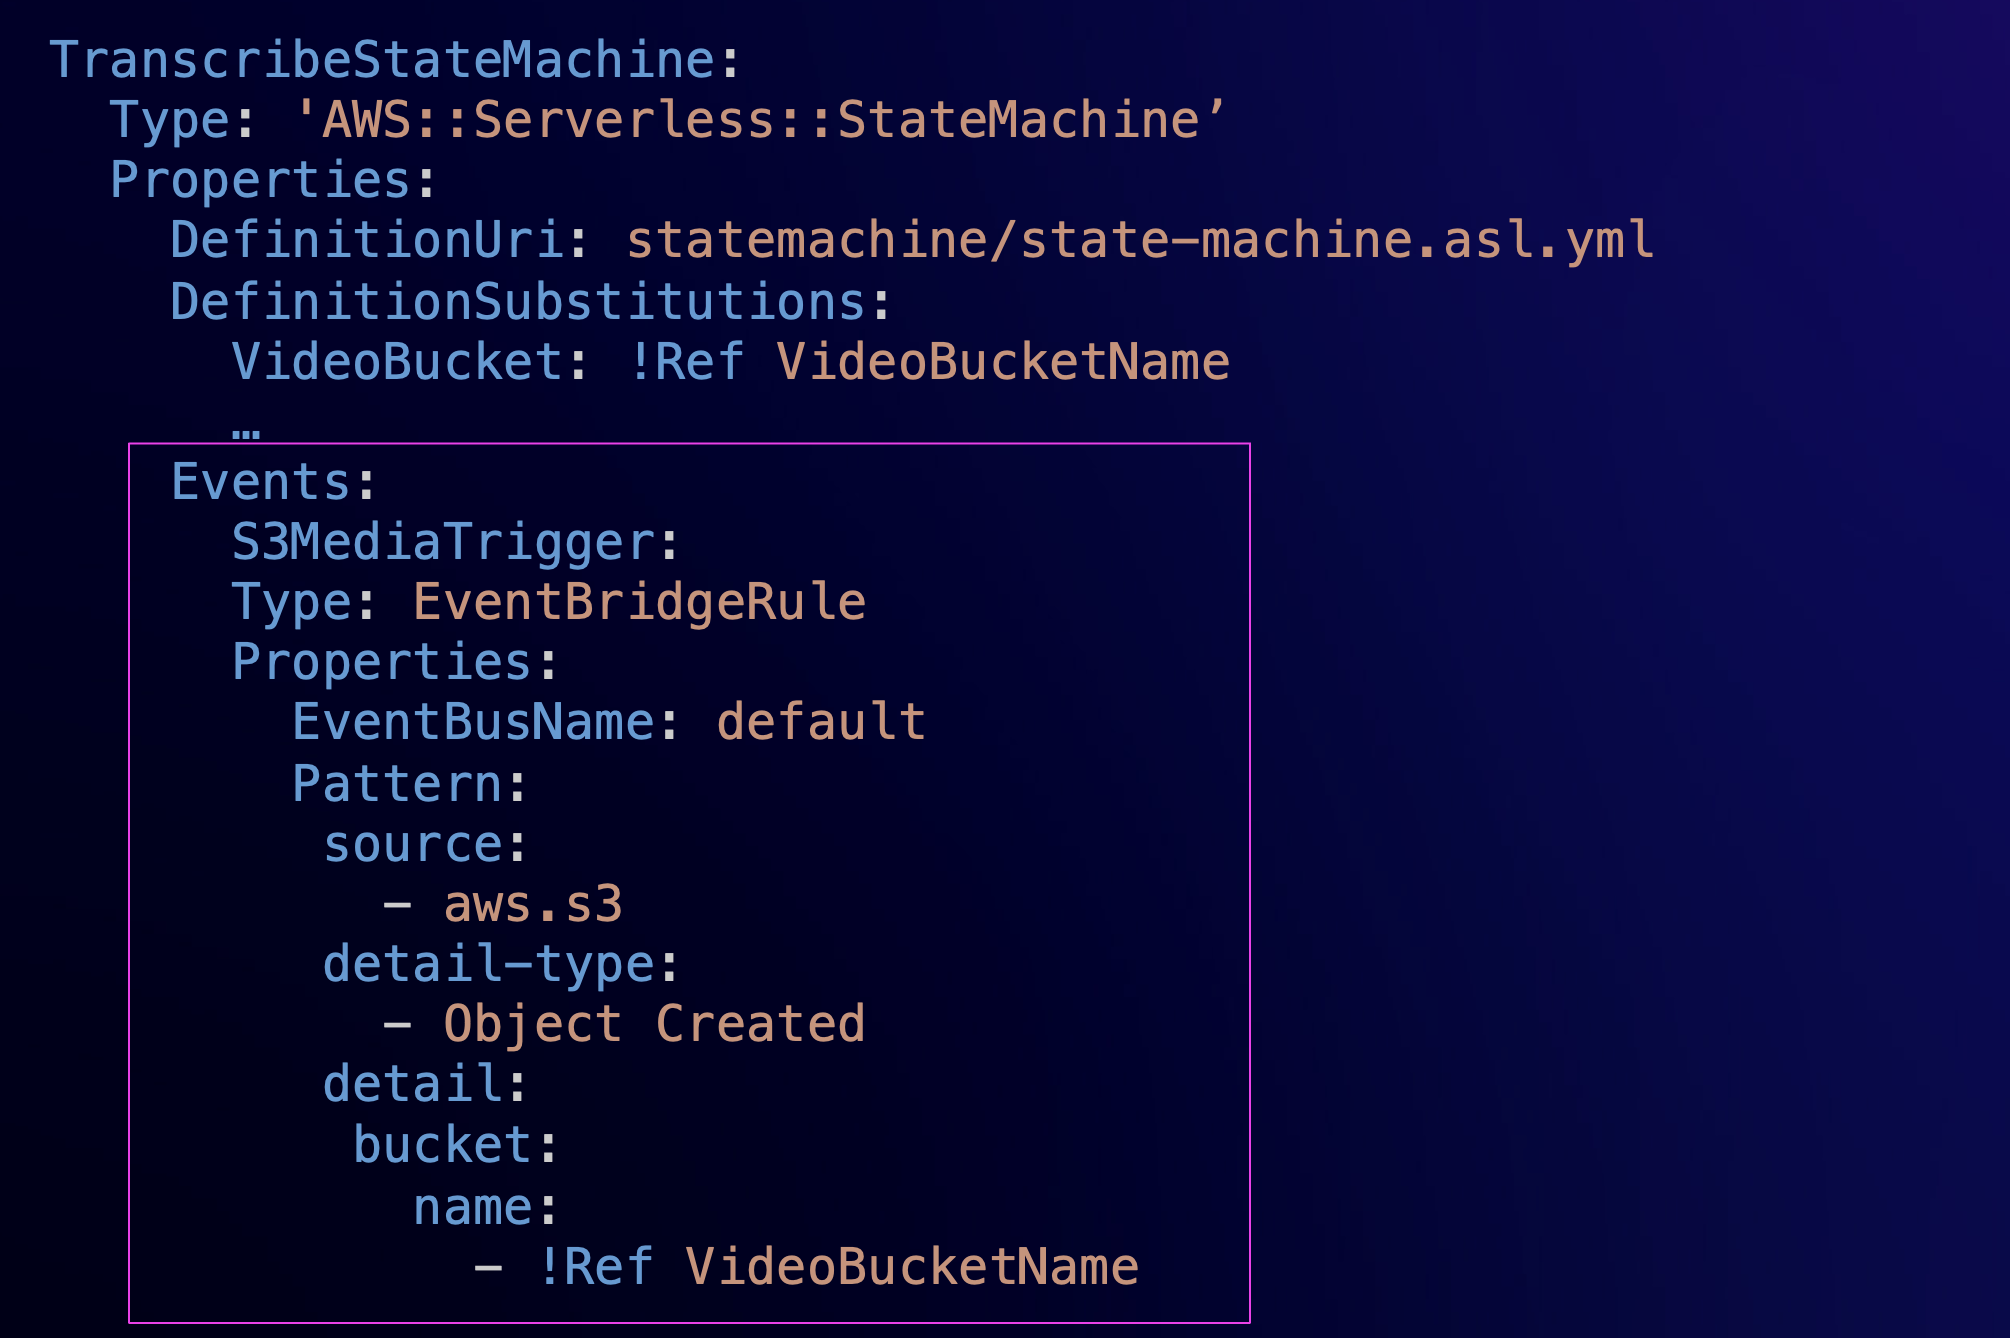 TranscribeStateMachine:
  Type: 'AWS::Serverless::StateMachine’
  Properties:
    DefinitionUri: statemachine/state-machine.asl.yml
    DefinitionSubstitutions:
      VideoBucket: !Ref VideoBucketName
      …
    Events:
      S3MediaTrigger:
      Type: EventBridgeRule
      Properties:
        EventBusName: default
        Pattern:
         source:
           - aws.s3
         detail-type:
           - Object Created
         detail:
          bucket:
            name:
              - !Ref VideoBucketName